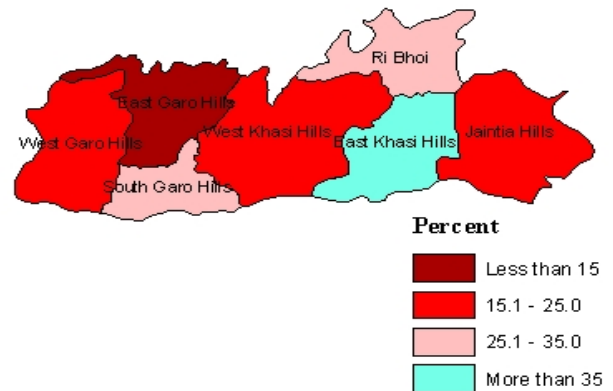 Ri Bhoi
East Garo Hills
West Garo Hills
West Khasi Hills
East Khasi Hills
Jaintia Hills
South Garo Hills
Percent
Less than 15
15.1 - 25.0
25.1 - 35.0
More than 35